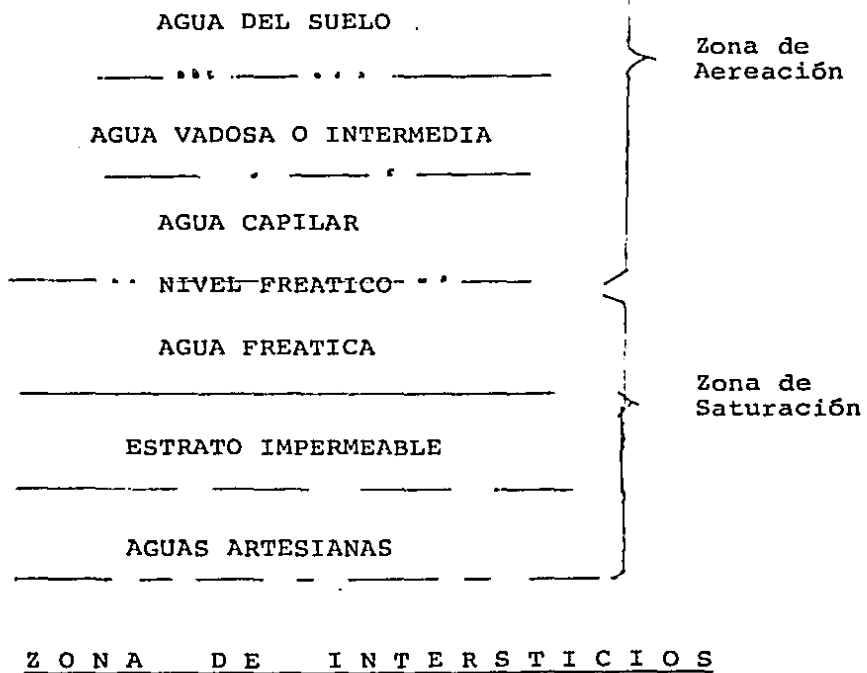 AGUA DEL SUELO
Zona de
Aereación
AGUA VADOSA O INTERMEDIA
AGUA CAPILAR
NIVEL FREATICO
AGUA FREATICA
Zona de
Saturación
ESTRATO IMPERMEABLE
AGUAS ARTESIANAS
ZONA DE INTERSTICIOS